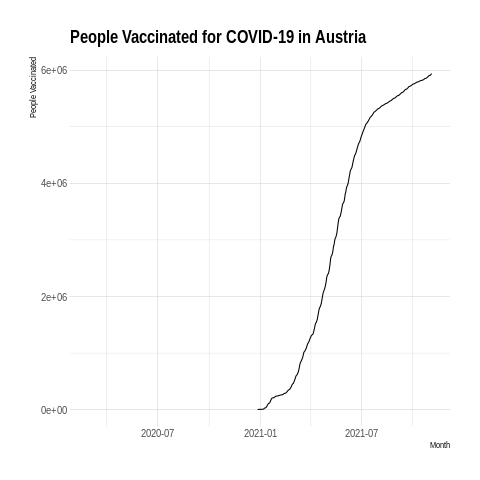 People Vaccinated for COVID-19 in Austria
People Vaccinated
6e+06
4e+06
2e+06
0e+00
2020-07
2021-01
2021-07
Month